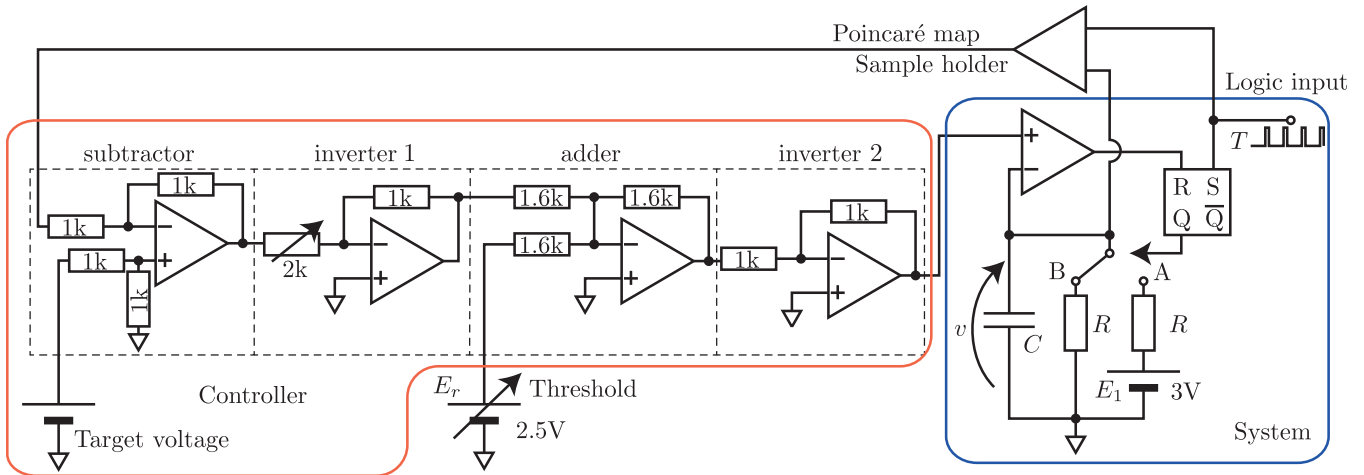 Poincaré map
Sample holder
Logic input
T
subtractor
inverter 1
adder
inverter 2
1k
1k
1k
1k
1k
2k
1.6k
1.6k
1.6k
1k
1k
−
+
−
+
−
+
−
+
+
−
R S
Q Q̅
B
A
v
C
R
R
E₁
3V
System
Controller
Target voltage
Eᵣ
Threshold
2.5V